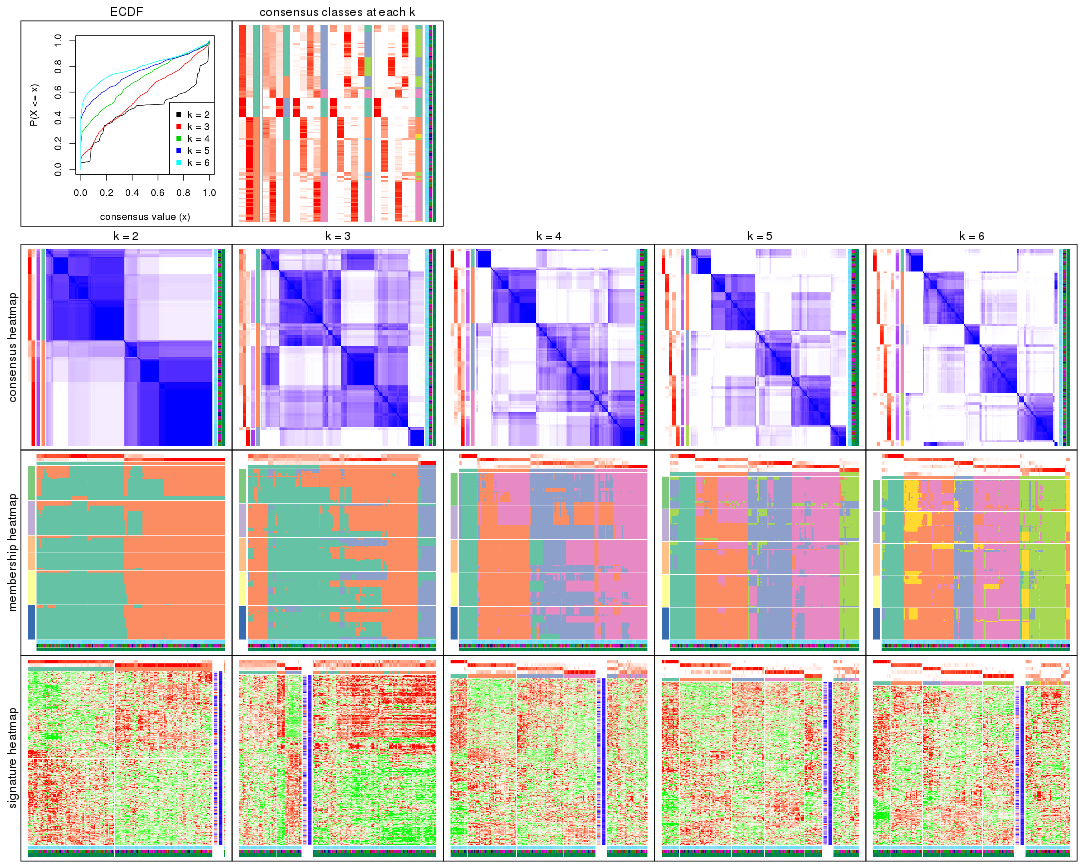 ECDF
consensus classes at each k
P(X <= x)
0.0 0.2 0.4 0.6 0.8 1.0
k = 2
k = 3
k = 4
k = 5
k = 6
0.0 0.2 0.4 0.6 0.8 1.0
consensus value (x)
k = 2 k = 3 k = 4 k = 5 k = 6
consensus heatmap
membership heatmap
signature heatmap